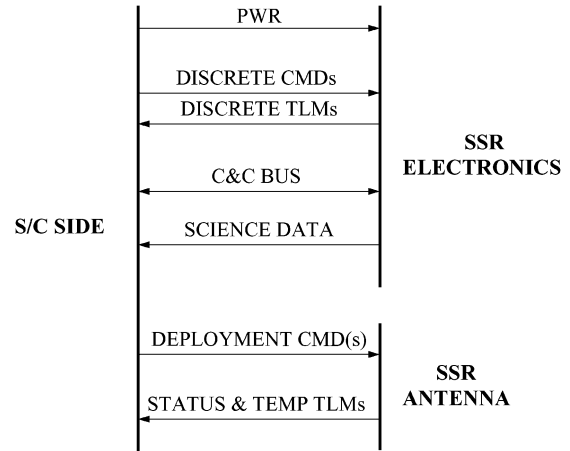 PWR
DISCRETE CMDs
DISCRETE TLMs
SSR
ELECTRONICS
C&C BUS
S/C SIDE
SCIENCE DATA
DEPLOYMENT CMD(s)
SSR
ANTENNA
STATUS & TEMP TLMs